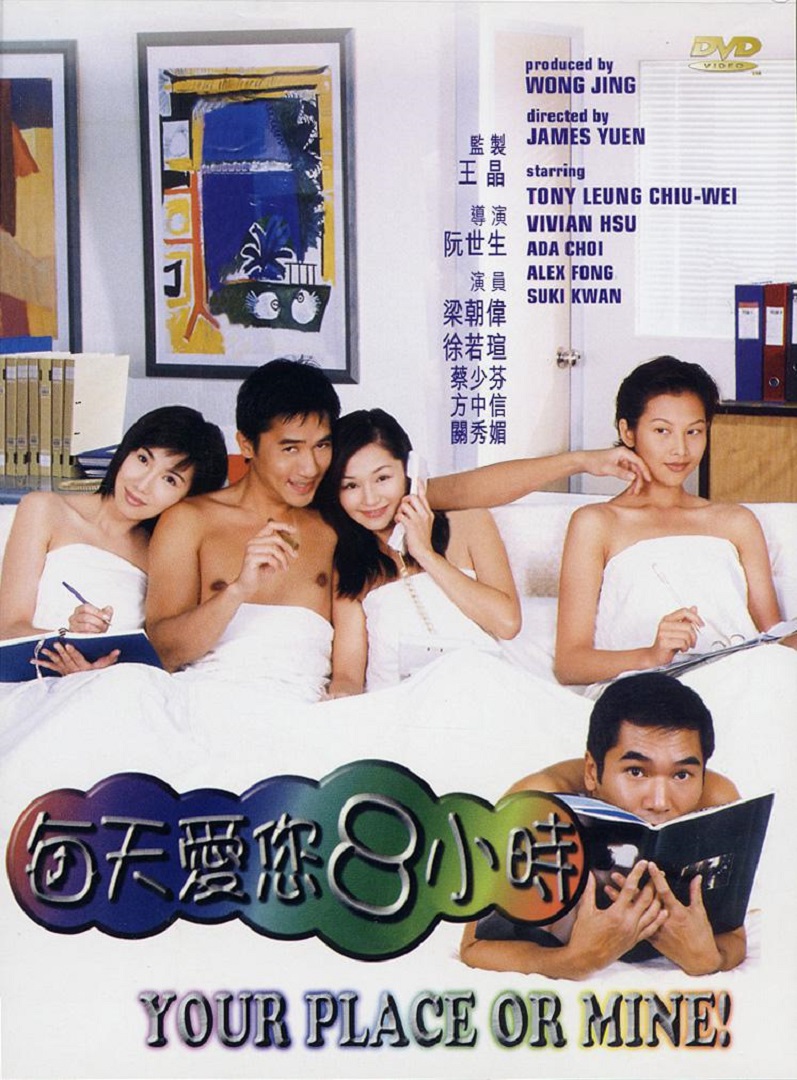 DVD
VIDEO
produced by
WONG JING
directed by
JAMES YUEN
starring
TONY LEUNG CHIU-WEI
VIVIAN HSU
ADA CHOI
ALEX FONG
SUKI KWAN
監製
王晶
導演
阮世生
演員
梁朝偉
徐若瑄
蔡少芬
方中信
關秀媚
每天愛您8小時
YOUR PLACE OR MINE!